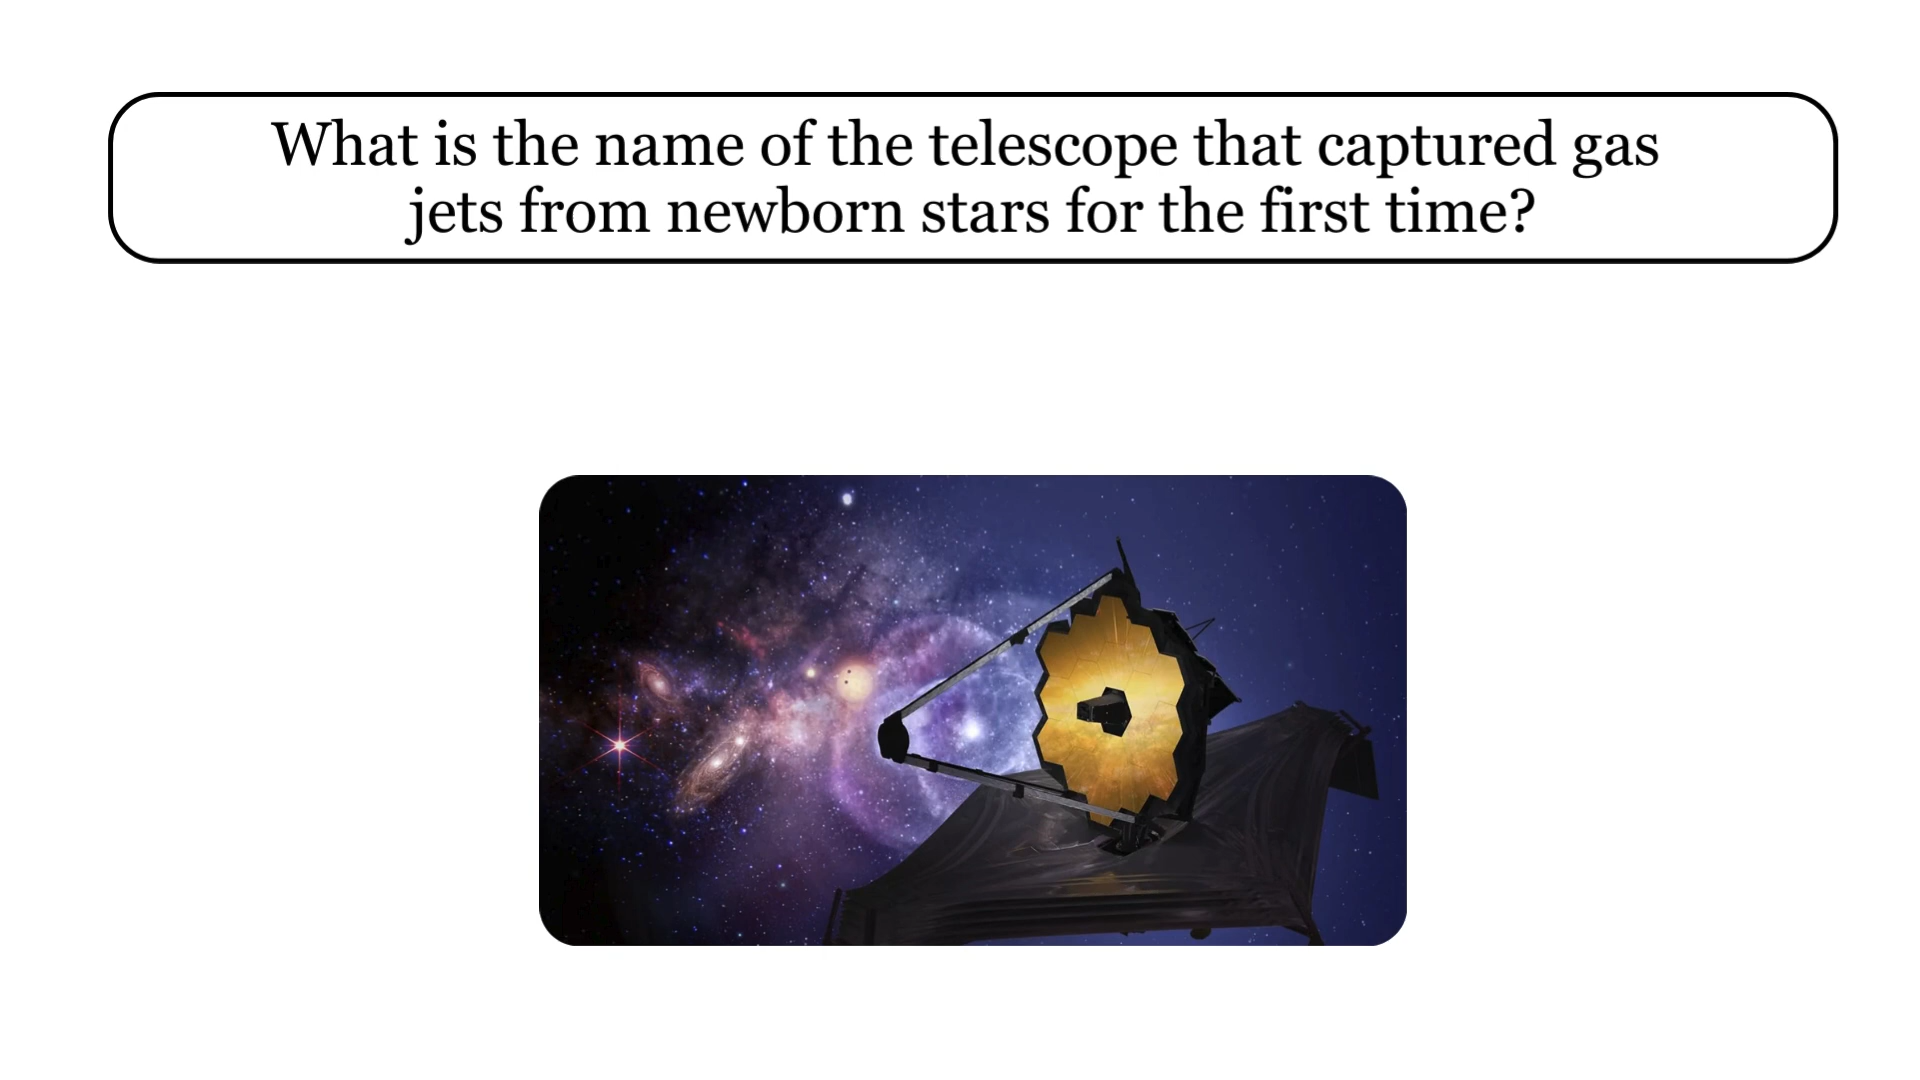 What is the name of the telescope that captured gas
jets from newborn stars for the first time?